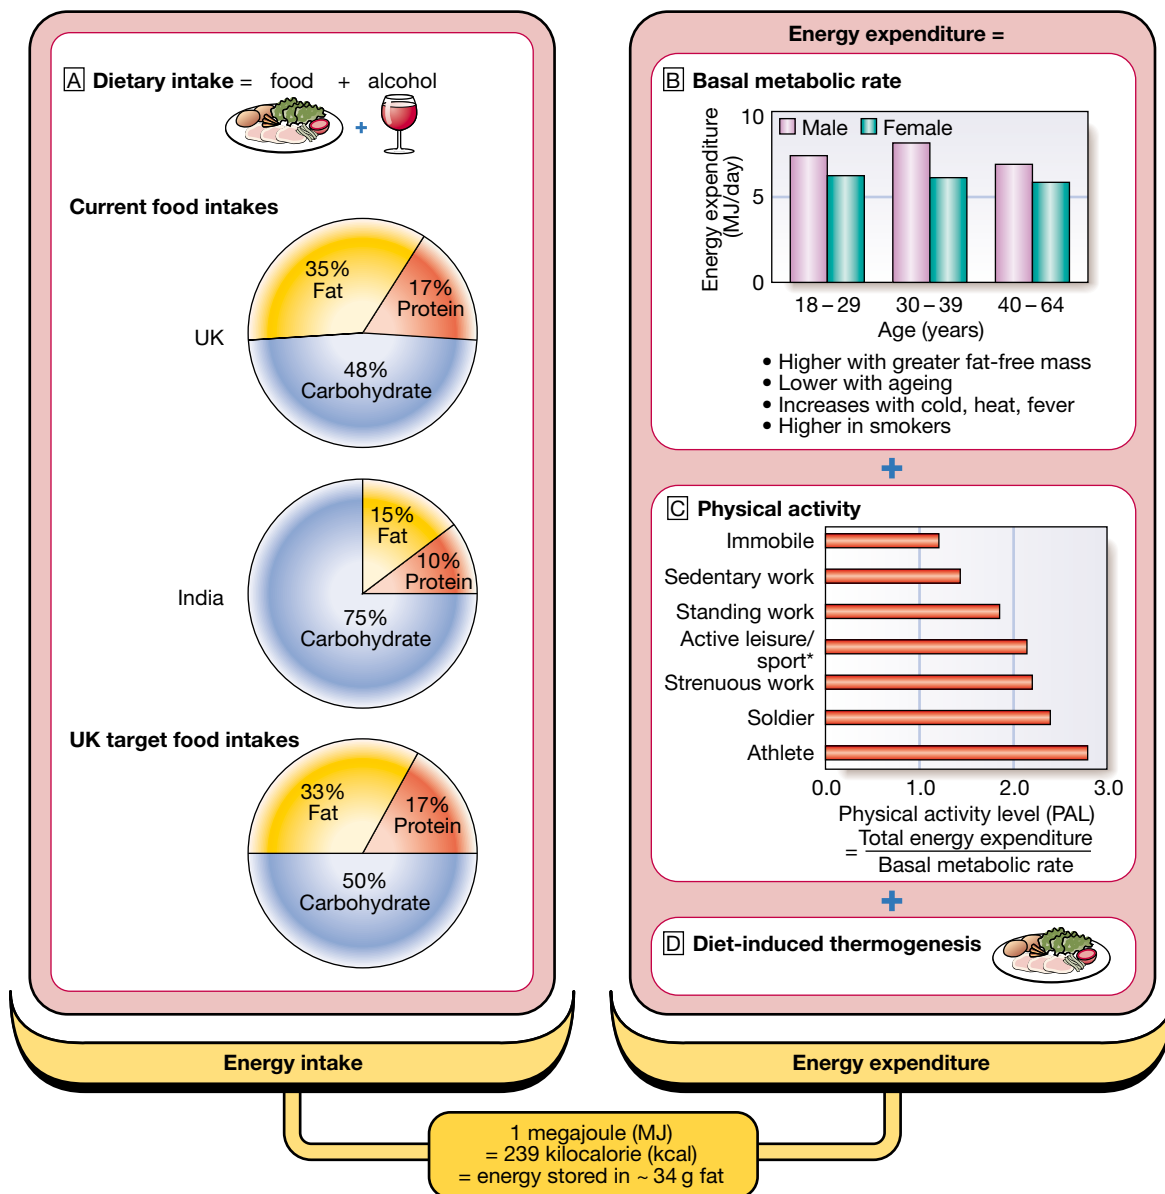 A Dietary intake = food + alcohol
+
Current food intakes
35%
Fat
17%
Protein
UK
48%
Carbohydrate
15%
Fat
10%
Protein
India
75%
Carbohydrate
UK target food intakes
33%
Fat
17%
Protein
50%
Carbohydrate
Energy intake
Energy expenditure =
B Basal metabolic rate
Energy expenditure
(MJ/day)
10
5
0
Male
Female
18 – 29
30 – 39
40 – 64
Age (years)
• Higher with greater fat-free mass
• Lower with ageing
• Increases with cold, heat, fever
• Higher in smokers
+
C Physical activity
Immobile
Sedentary work
Standing work
Active leisure/
sport*
Strenuous work
Soldier
Athlete
0.0 1.0 2.0 3.0
Physical activity level (PAL)
= Total energy expenditure
Basal metabolic rate
+
D Diet-induced thermogenesis
Energy expenditure
1 megajoule (MJ)
= 239 kilocalorie (kcal)
= energy stored in ~ 34 g fat